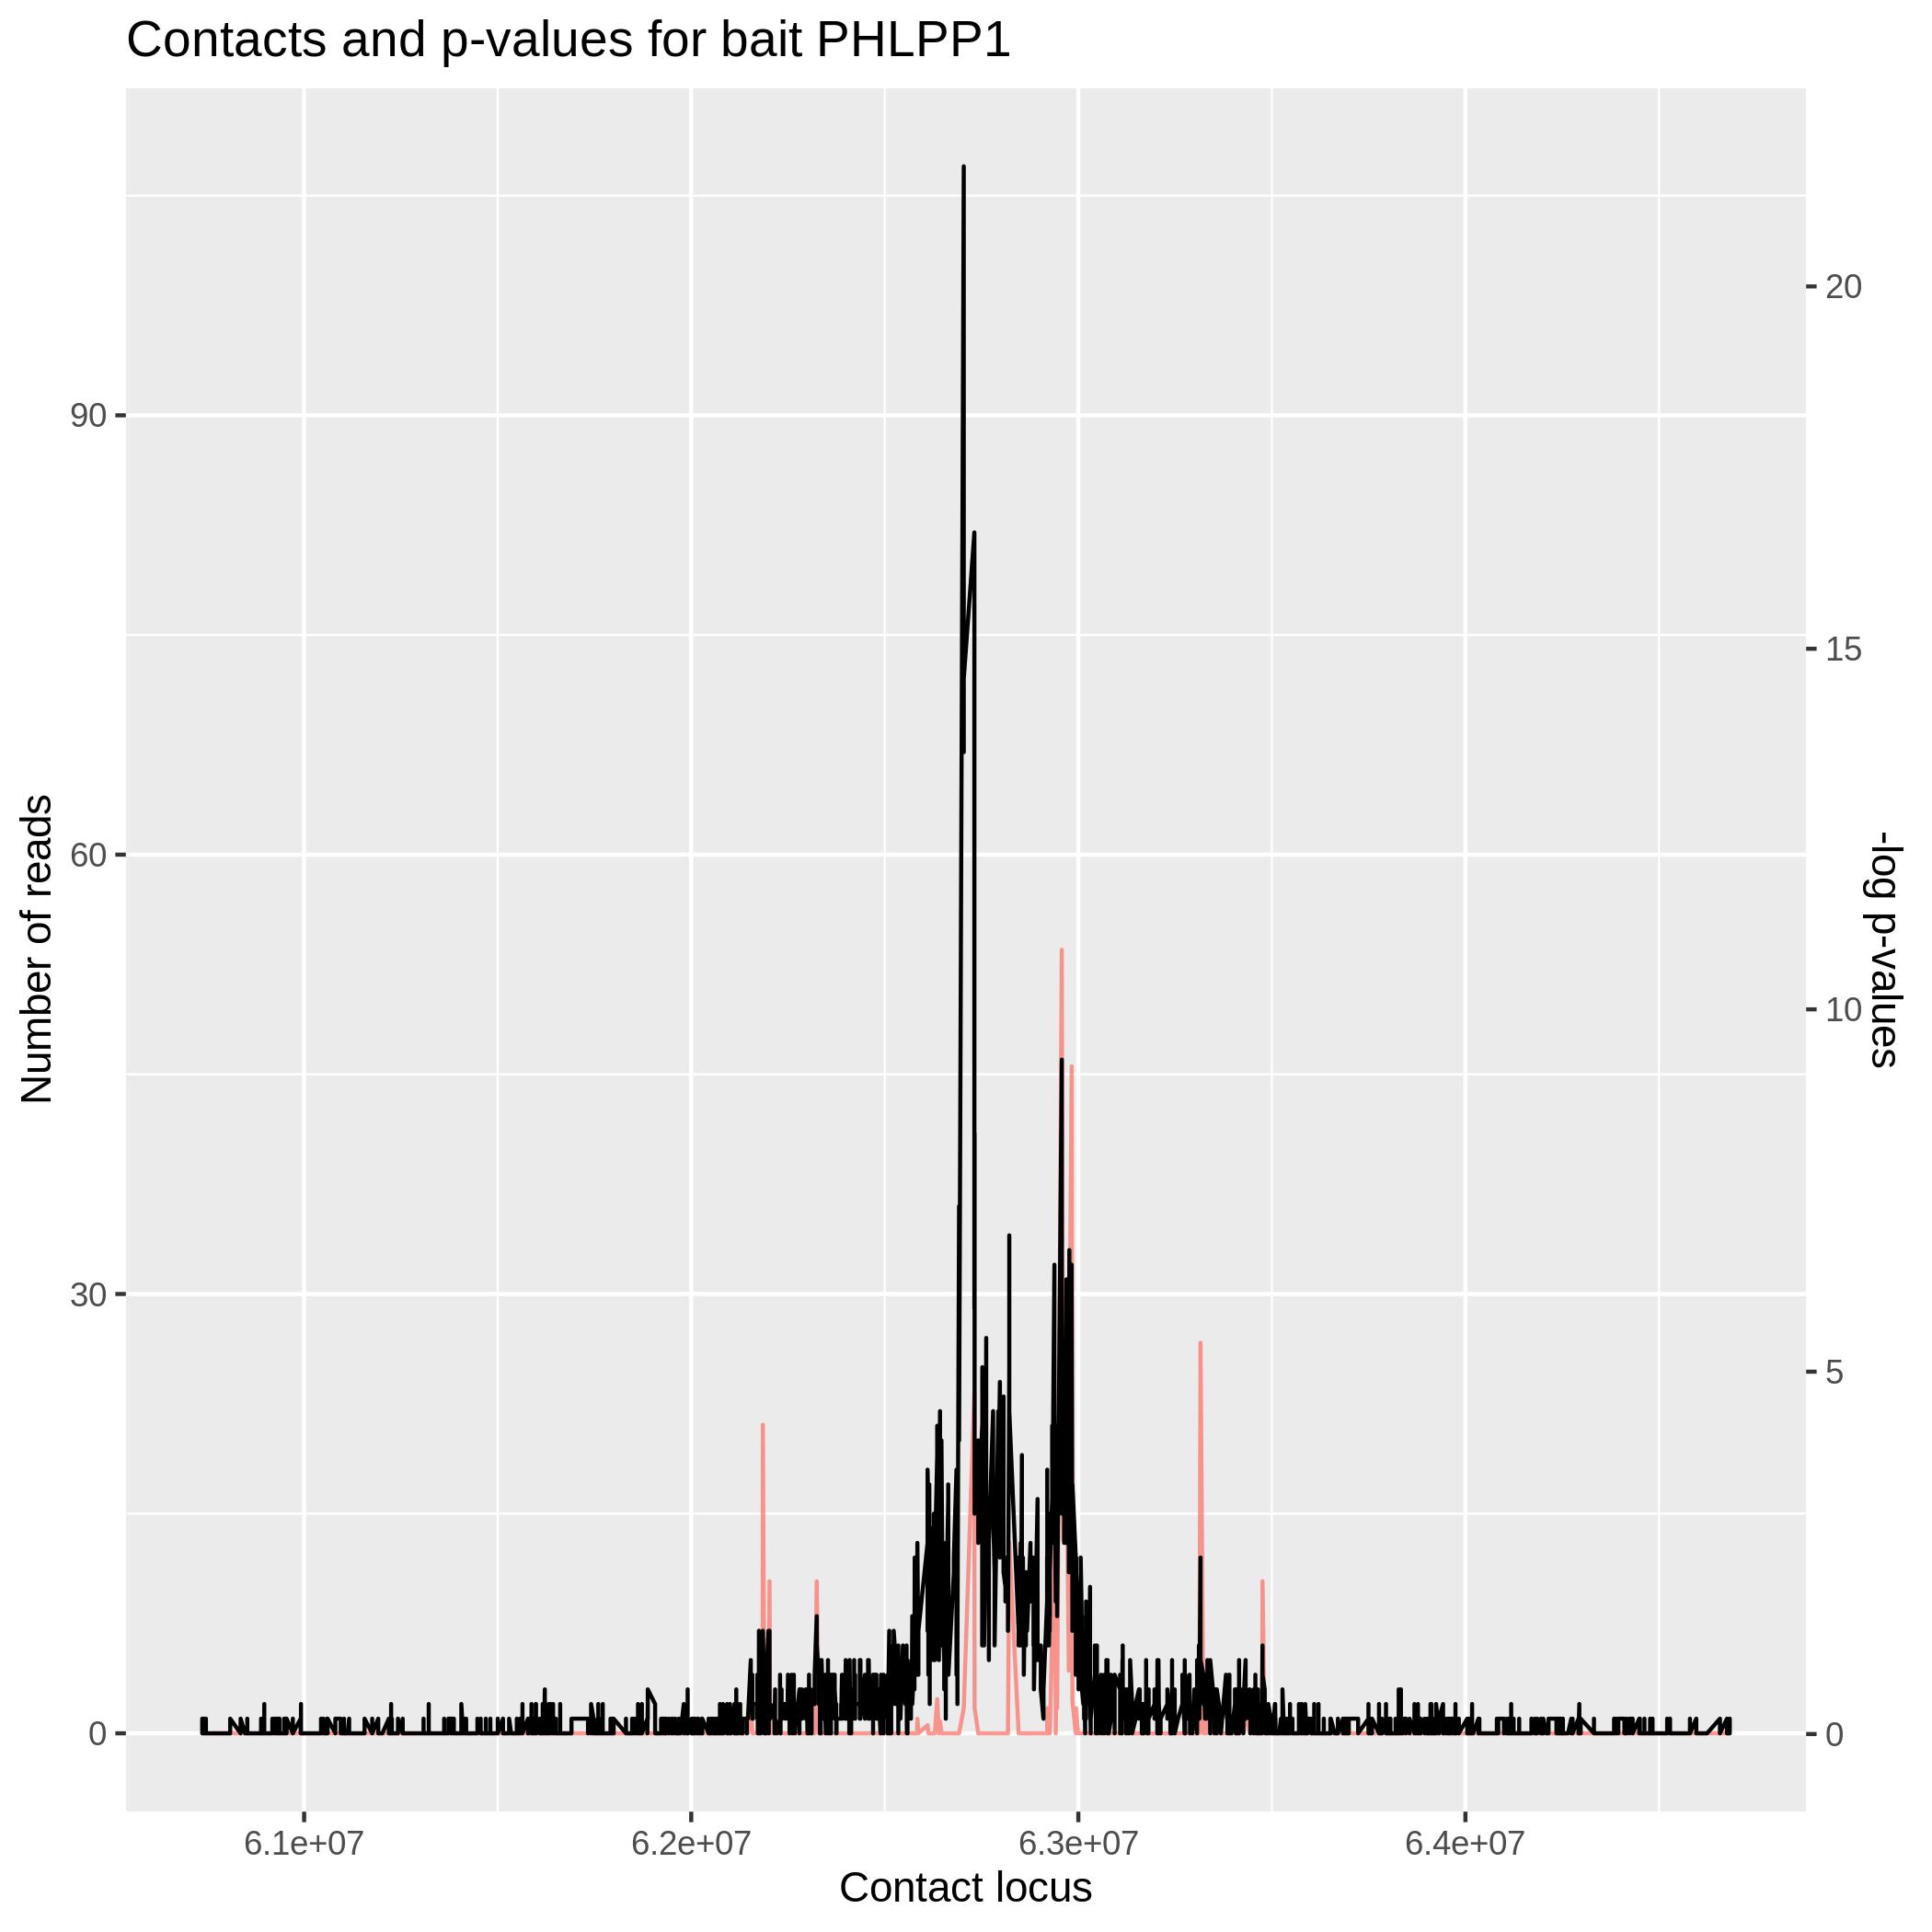 Contacts and p-values for bait PHLPP1
Number of reads
90
60
30
0
20
15
10
5
0
-log p-values
6.1e+07
6.2e+07
6.3e+07
6.4e+07
Contact locus